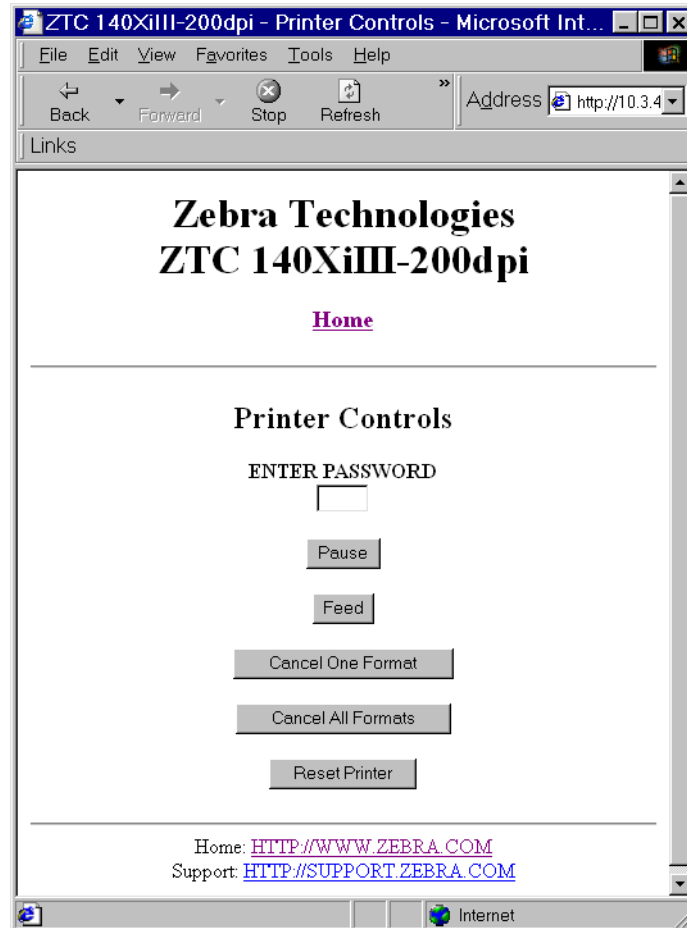 ZTC 140XiIII-200dpi - Printer Controls - Microsoft Int...
File Edit View Favorites Tools Help
Back Forward Stop Refresh » Address http://10.3.4
Links
Zebra Technologies
ZTC 140XiIII-200dpi
Home
Printer Controls
ENTER PASSWORD
Pause
Feed
Cancel One Format
Cancel All Formats
Reset Printer
Home: HTTP://WWW.ZEBRA.COM
Support: HTTP://SUPPORT.ZEBRA.COM
Internet